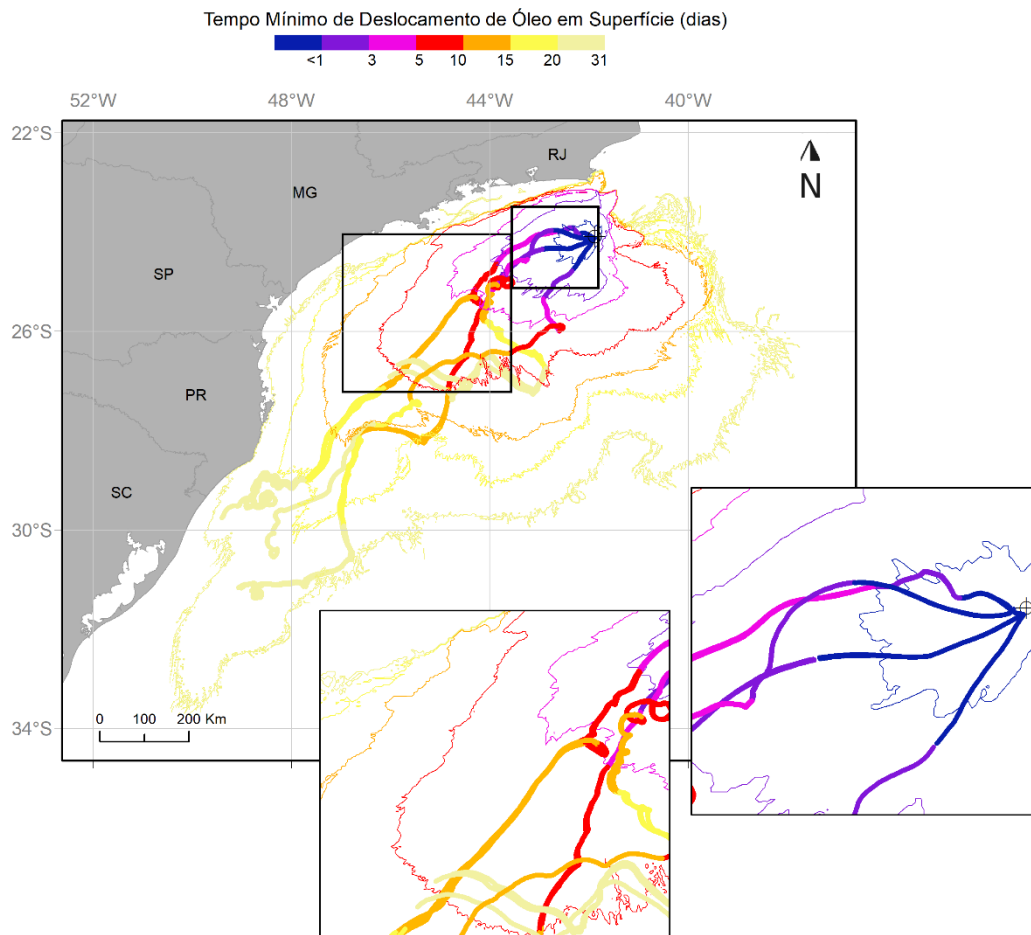 Tempo Mínimo de Deslocamento de Óleo em Superfície (dias)
<1 3 5 10 15 20 31
52°W 48°W 44°W 40°W
22°S
RJ
N
MG
SP
26°S
PR
SC
30°S
0 100 200 Km
34°S